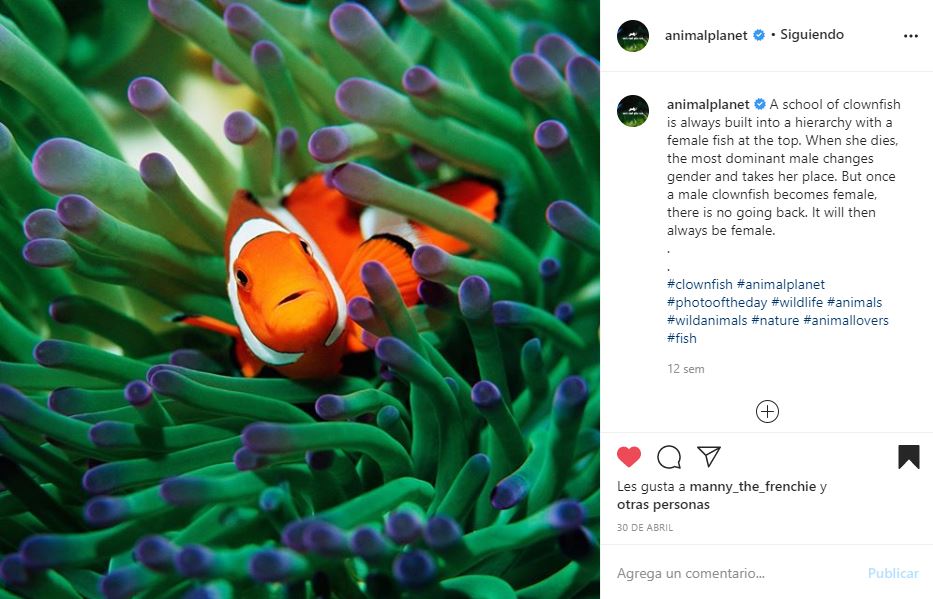 animalplanet • Siguiendo
animalplanet A school of clownfish
is always built into a hierarchy with a
female fish at the top. When she dies,
the most dominant male changes
gender and takes her place. But once
a male clownfish becomes female,
there is no going back. It will then
always be female.
.
.
#clownfish #animalplanet
#photooftheday #wildlife #animals
#wildanimals #nature #animallovers
#fish
12 sem
Les gusta a manny_the_frenchie y
otras personas
30 DE ABRIL
Agrega un comentario... Publicar